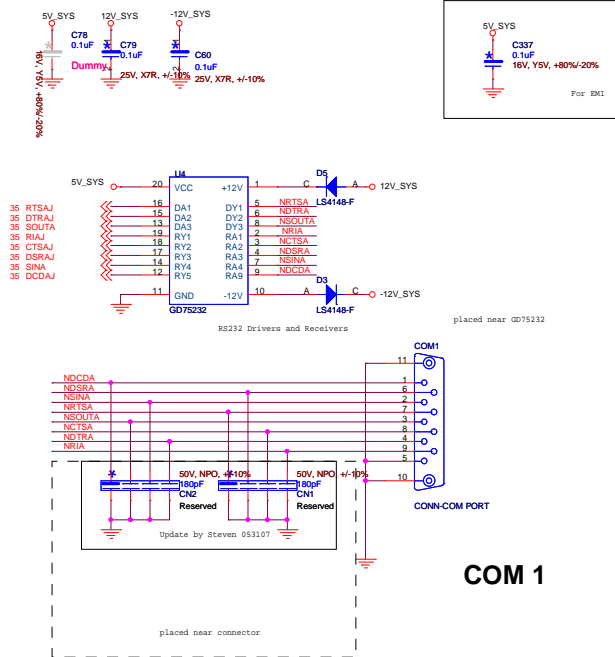 5V_SYS
12V_SYS
-12V_SYS
C78
0.1uF
Dummy
16V, Y5V, +80%/-20%
C79
0.1uF
25V, X7R, +/-10%
C60
0.1uF
25V, X7R, +/-10%
5V_SYS
C337
0.1uF
16V, Y5V, +80%/-20%
For EMI
U4
5V_SYS
20 VCC +12V 1
16 DA1 DY1 5
15 DA2 DY2 6
13 DA3 DY3 8
19 RY1 RA1 2
18 RY2 RA2 3
17 RY3 RA3 4
14 RY4 RA4 7
12 RY5 RA9 9
11 GND -12V 10
GD75232
35 RTSAJ
35 DTRAJ
35 SOUTA
35 RIAJ
35 CTSAJ
35 DSRAJ
35 SINA
35 DCDAJ
NRTSA
NDTRA
NSOUTA
NRIA
NCTSA
NDSRA
NSINA
NDCDA
D5
C A
12V_SYS
LS4148-F
D3
A C
-12V_SYS
LS4148-F
RS232 Drivers and Receivers
placed near GD75232
COM1
11
1
6
2
7
3
8
4
9
5
10
CONN-COM PORT
NDCDA
NDSRA
NSINA
NRTSA
NSOUTA
NCTSA
NDTRA
NRIA
50V, NPO, +/-10%
180pF
CN2
Reserved
50V, NPO, +/-10%
180pF
CN1
Reserved
Update by Steven 053107
placed near connector
COM 1